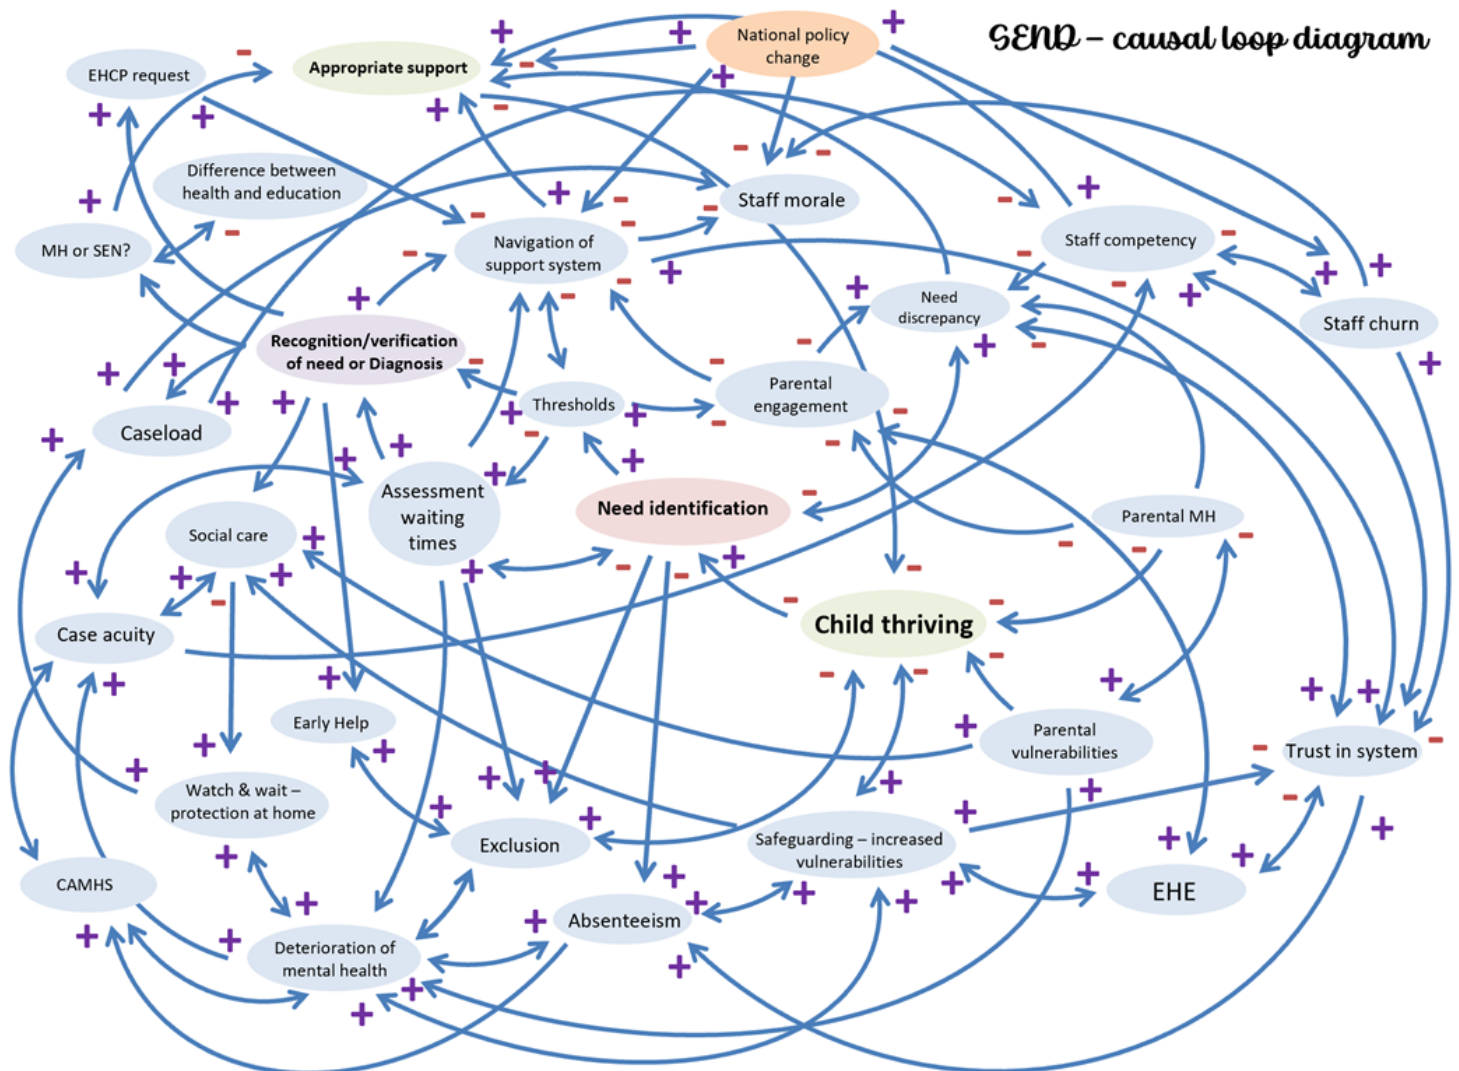 SEND – causal loop diagram
National policy
change
Appropriate support
EHCP request
Difference between
health and education
Staff morale
MH or SEN?
Navigation of
support system
Staff competency
Need
discrepancy
Staff churn
Recognition/verification
of need or Diagnosis
Parental
engagement
Thresholds
Caseload
Assessment
waiting
times
Need identification
Parental MH
Social care
Case acuity
Child thriving
Early Help
Parental
vulnerabilities
Trust in system
Watch & wait –
protection at home
Exclusion
Safeguarding – increased
vulnerabilities
CAMHS
EHE
Absenteeism
Deterioration of
mental health